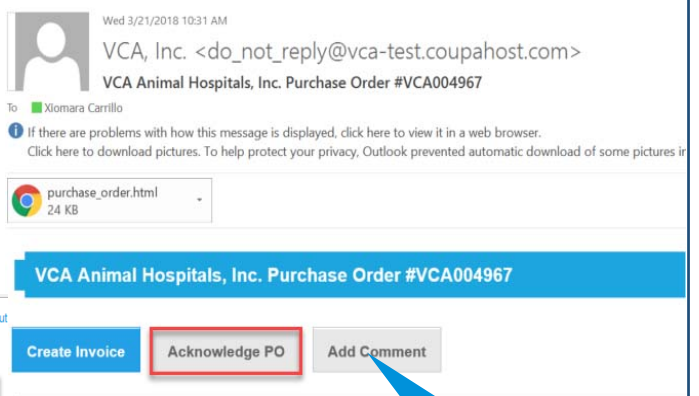 Wed 3/21/2018 10:31 AM
VCA, Inc. <do_not_reply@vca-test.coupahost.com>
VCA Animal Hospitals, Inc. Purchase Order #VCA004967
To Xiomara Carrillo
If there are problems with how this message is displayed, click here to view it in a web browser.
Click here to download pictures. To help protect your privacy, Outlook prevented automatic download of some pictures in
purchase_order.html
24 KB
VCA Animal Hospitals, Inc. Purchase Order #VCA004967
ut
Create Invoice Acknowledge PO Add Comment